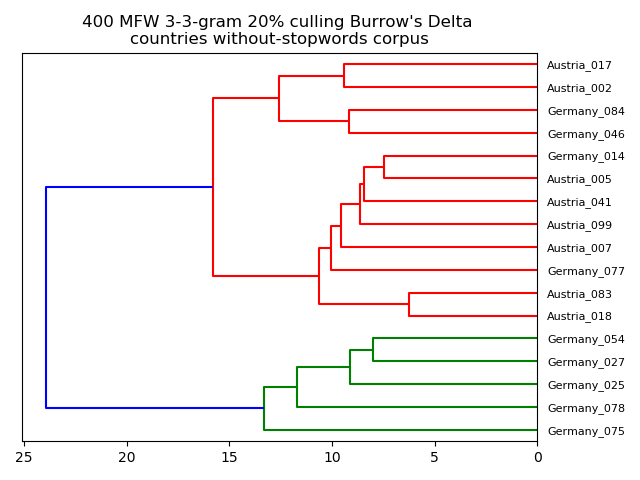 400 MFW 3-3-gram 20% culling Burrow's Delta
countries without-stopwords corpus
Austria_017
Austria_002
Germany_084
Germany_046
Germany_014
Austria_005
Austria_041
Austria_099
Austria_007
Germany_077
Austria_083
Austria_018
Germany_054
Germany_027
Germany_025
Germany_078
Germany_075
25 20 15 10 5 0